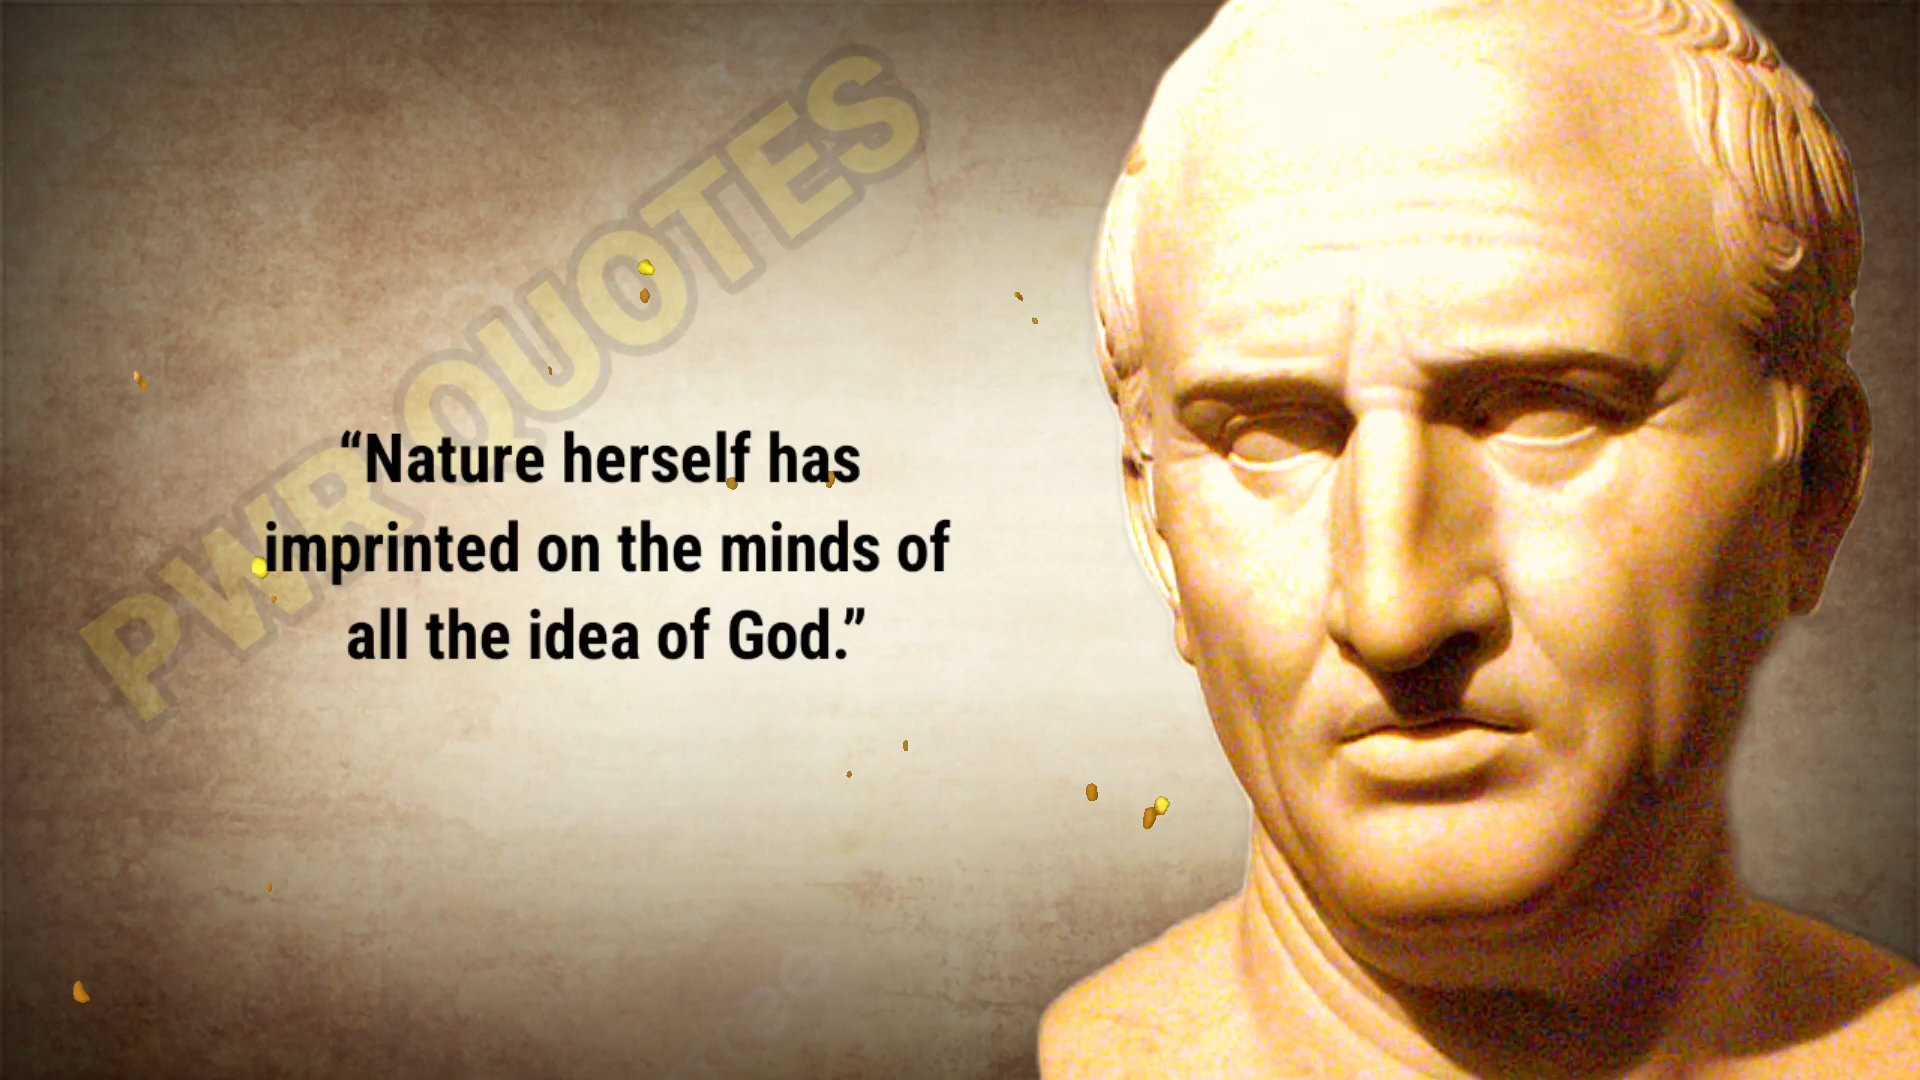 PWR QUOTES
“Nature herself has
imprinted on the minds of
all the idea of God.”